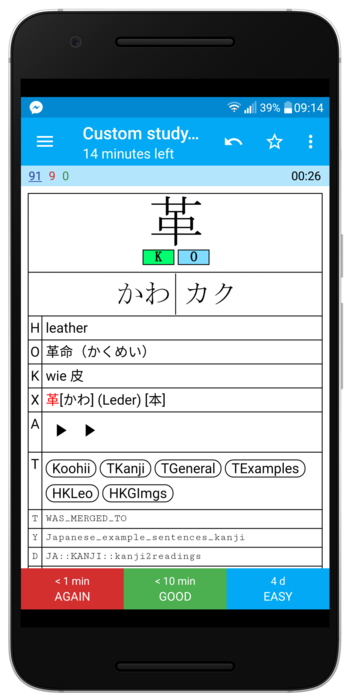 39% 09:14
Custom study...
14 minutes left
91 9 0 00:26
革
K O
かわ カク
H leather
O 革命（かくめい）
K wie 皮
X 革[かわ] (Leder) [本]
A
T Koohii TKanji TGeneral TExamples
HKLeo HKGImgs
T WAS_MERGED_TO
Y Japanese_example_sentences_kanji
D JA::KANJI::kanji2readings
< 1 min < 10 min 4 d
AGAIN GOOD EASY